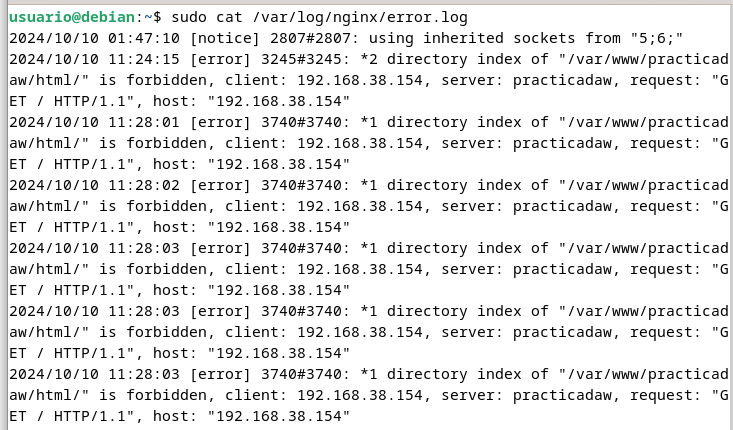 usuario@debian:~$ sudo cat /var/log/nginx/error.log
2024/10/10 01:47:10 [notice] 2807#2807: using inherited sockets from "5;6;"
2024/10/10 11:24:15 [error] 3245#3245: *2 directory index of "/var/www/practicad
aw/html/" is forbidden, client: 192.168.38.154, server: practicadaw, request: "G
ET / HTTP/1.1", host: "192.168.38.154"
2024/10/10 11:28:01 [error] 3740#3740: *1 directory index of "/var/www/practicad
aw/html/" is forbidden, client: 192.168.38.154, server: practicadaw, request: "G
ET / HTTP/1.1", host: "192.168.38.154"
2024/10/10 11:28:02 [error] 3740#3740: *1 directory index of "/var/www/practicad
aw/html/" is forbidden, client: 192.168.38.154, server: practicadaw, request: "G
ET / HTTP/1.1", host: "192.168.38.154"
2024/10/10 11:28:03 [error] 3740#3740: *1 directory index of "/var/www/practicad
aw/html/" is forbidden, client: 192.168.38.154, server: practicadaw, request: "G
ET / HTTP/1.1", host: "192.168.38.154"
2024/10/10 11:28:03 [error] 3740#3740: *1 directory index of "/var/www/practicad
aw/html/" is forbidden, client: 192.168.38.154, server: practicadaw, request: "G
ET / HTTP/1.1", host: "192.168.38.154"
2024/10/10 11:28:03 [error] 3740#3740: *1 directory index of "/var/www/practicad
aw/html/" is forbidden, client: 192.168.38.154, server: practicadaw, request: "G
ET / HTTP/1.1", host: "192.168.38.154"